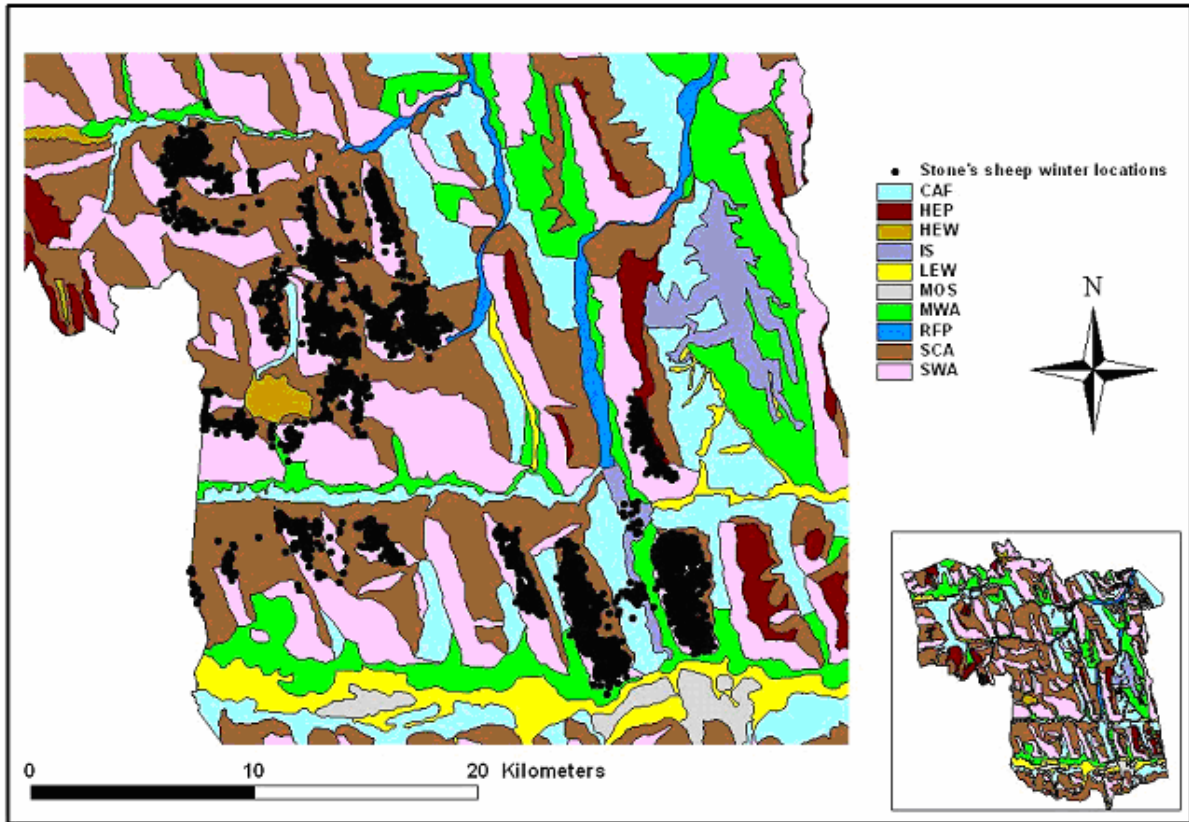 Stone's sheep winter locations
CAF
HEP
HEW
IS
LEW
MOS
MWA
RFP
SCA
SWA
N
0 10 20 Kilometers